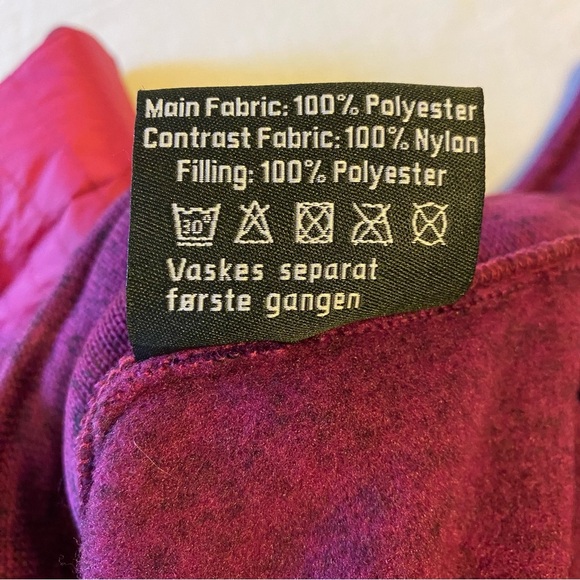 Main Fabric: 100% Polyester
Contrast Fabric: 100% Nylon
Filling: 100% Polyester
30°
Vaskes separat
første gangen